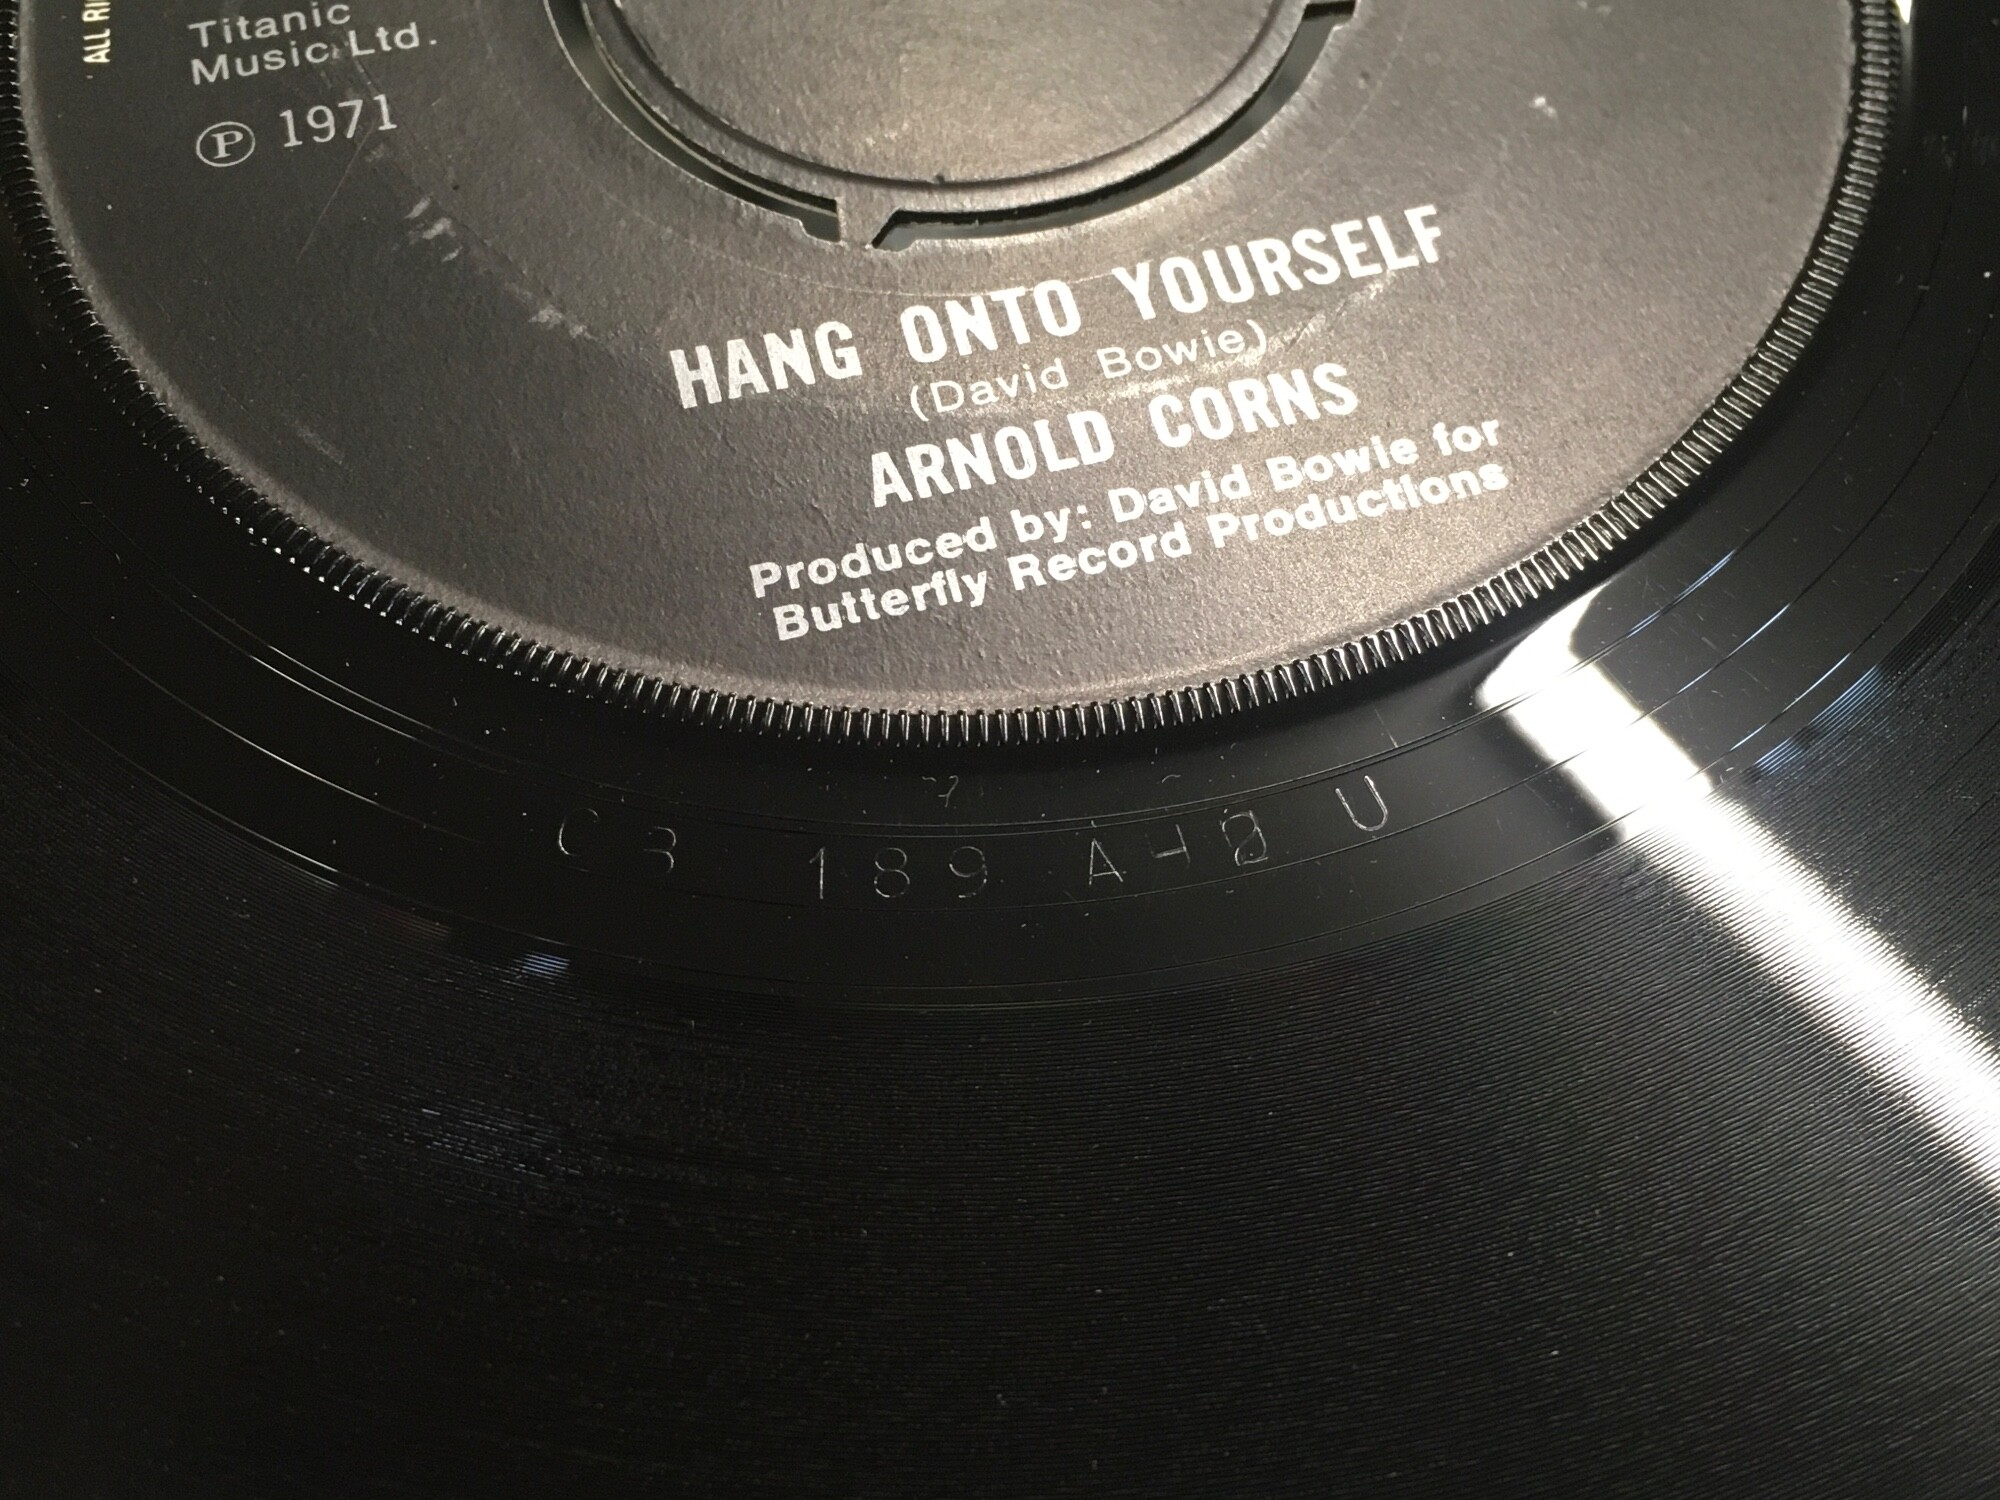 ALL RI
Titanic
Music Ltd.
Ⓟ 1971
HANG ONTO YOURSELF
(David Bowie)
ARNOLD CORNS
Produced by: David Bowie for
Butterfly Record Productions
189 A U